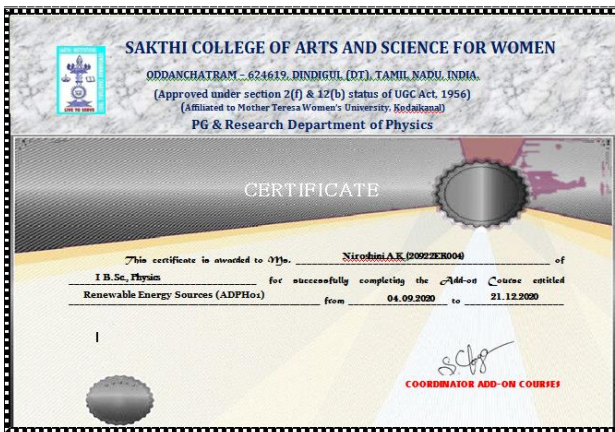 SAKTHI COLLEGE OF ARTS AND SCIENCE FOR WOMEN
ODDANCHATRAM – 624619, DINDIGUL (DT), TAMIL NADU, INDIA.
(Approved under section 2(f) & 12(b) status of UGC Act, 1956)
(Affiliated to Mother Teresa Women's University, Kodaikanal)
PG & Research Department of Physics
CERTIFICATE
This certificate is awarded to Ms. Niroshini A.K (20922ER004) of
I B.Sc., Physics for successfully completing the Add-on Course entitled
Renewable Energy Sources (ADPH01) from 04.09.2020 to 21.12.2020
COORDINATOR ADD-ON COURSES